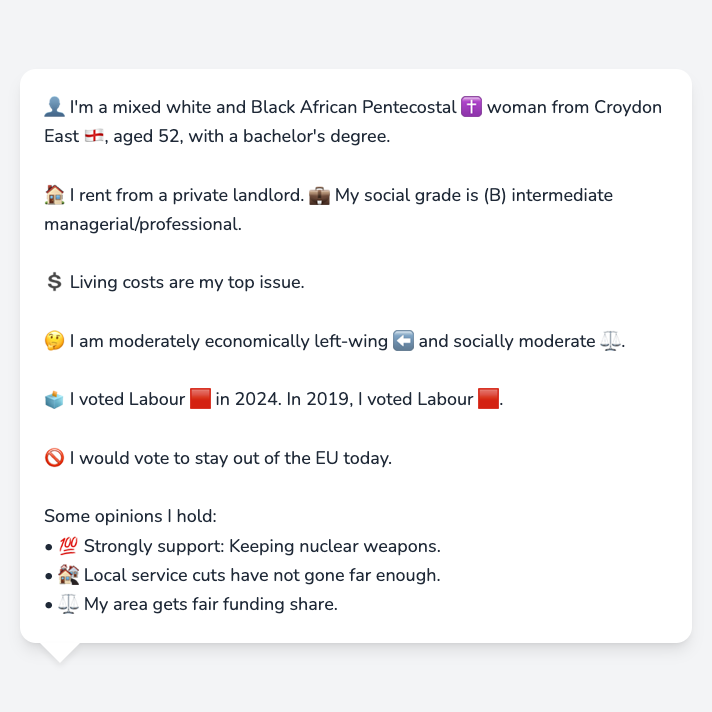 👤 I'm a mixed white and Black African Pentecostal ✝️ woman from Croydon
East 🏴󠁧󠁢󠁥󠁮󠁧󠁿, aged 52, with a bachelor's degree.
🏠 I rent from a private landlord. 💼 My social grade is (B) intermediate
managerial/professional.
💲 Living costs are my top issue.
🤔 I am moderately economically left-wing ⬅️ and socially moderate ⚖️.
🗳️ I voted Labour 🟥 in 2024. In 2019, I voted Labour 🟥.
🚫 I would vote to stay out of the EU today.
Some opinions I hold:
• 💯 Strongly support: Keeping nuclear weapons.
• 🏘️ Local service cuts have not gone far enough.
• ⚖️ My area gets fair funding share.